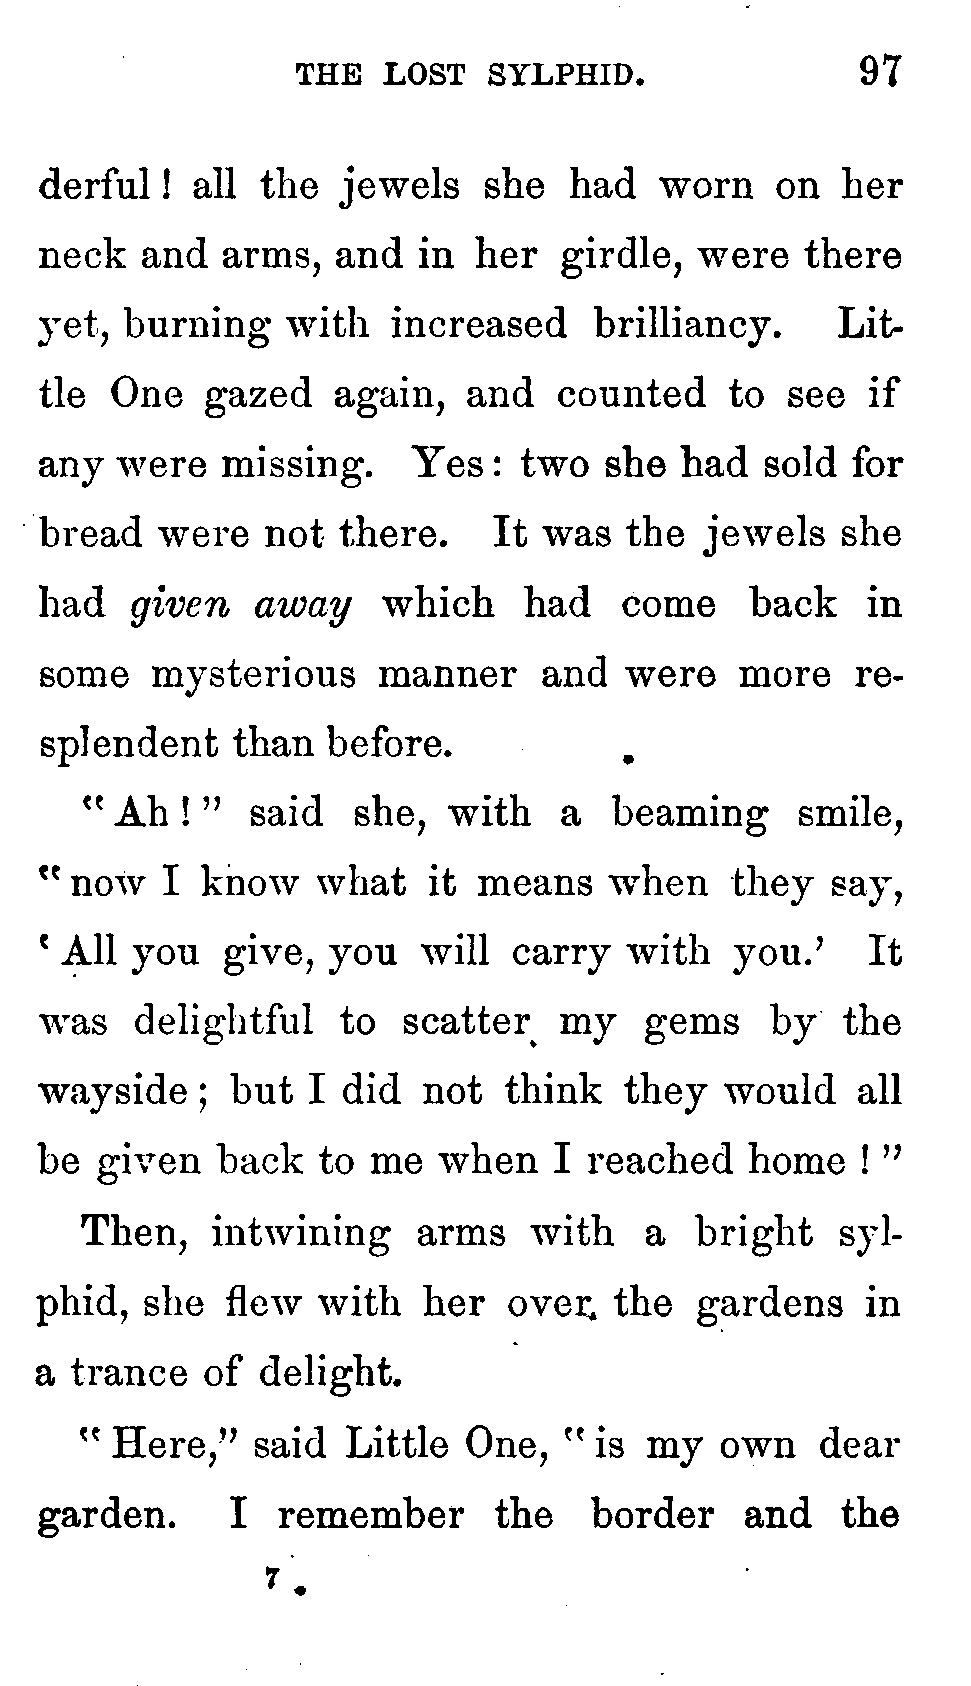 THE LOST SYLPHID. 97
derful! all the jewels she had worn on her
neck and arms, and in her girdle, were there
yet, burning with increased brilliancy. Lit-
tle One gazed again, and counted to see if
any were missing. Yes: two she had sold for
bread were not there. It was the jewels she
had given away which had come back in
some mysterious manner and were more re-
splendent than before.
"Ah!" said she, with a beaming smile,
"now I know what it means when they say,
'All you give, you will carry with you.' It
was delightful to scatter my gems by the
wayside; but I did not think they would all
be given back to me when I reached home!"
Then, intwining arms with a bright syl-
phid, she flew with her over the gardens in
a trance of delight.
"Here," said Little One, "is my own dear
garden. I remember the border and the
7